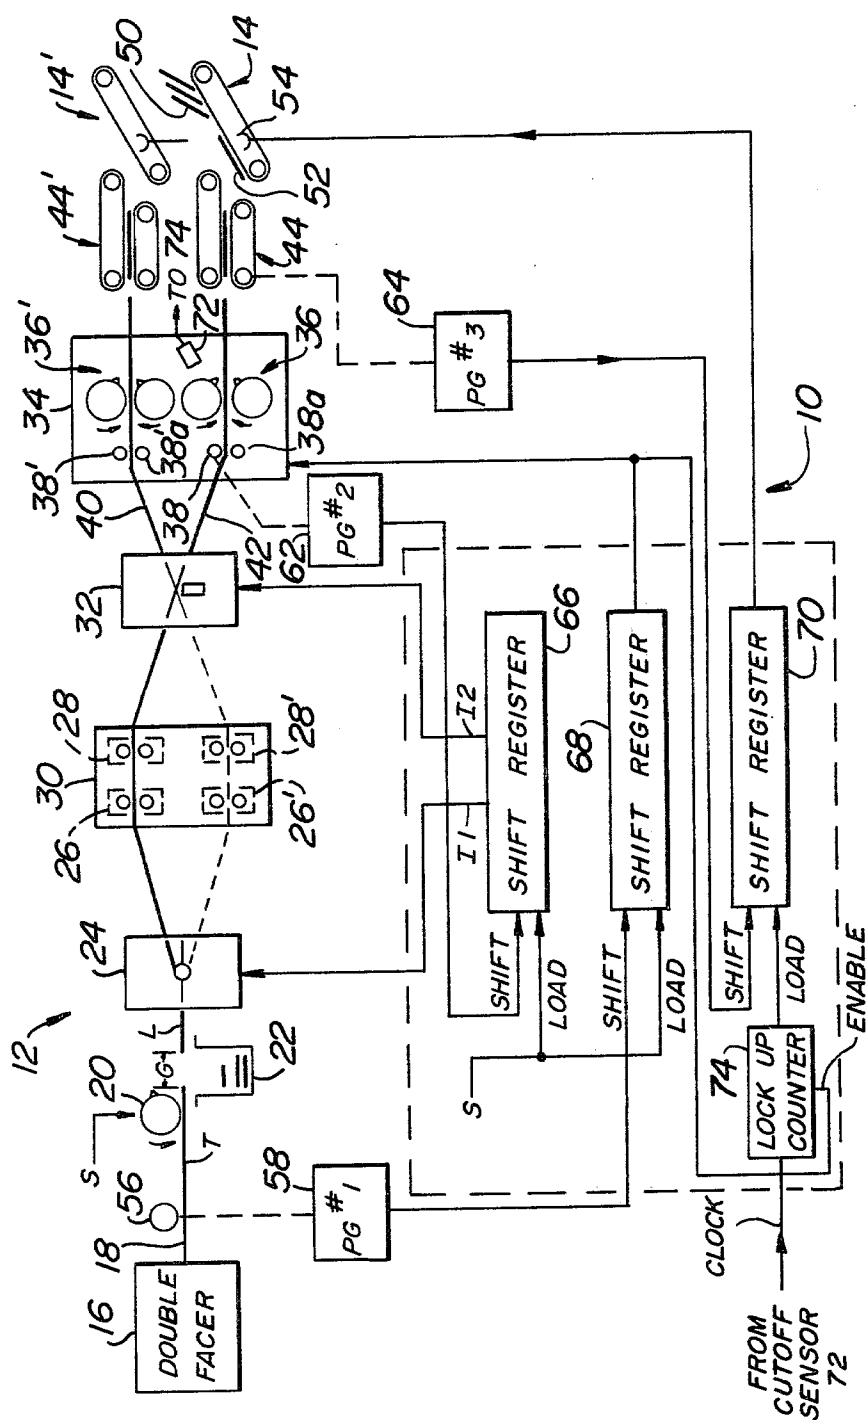 12
16
DOUBLE
FACER
18
56
S
20
T
G
L
22
24
58
PG #1
26
30
28
26'
28'
32
40
42
38'
34
36'
38'a
38
38a
36
72
TO 74
44'
14'
44
50
14
54
52
62
PG #2
64
PG #3
10
I1
I2
SHIFT
LOAD
S
SHIFT REGISTER
66
SHIFT
LOAD
SHIFT REGISTER
68
SHIFT
LOAD
SHIFT REGISTER
70
74
LOCK UP
COUNTER
ENABLE
CLOCK
FROM
CUTOFF
SENSOR
72